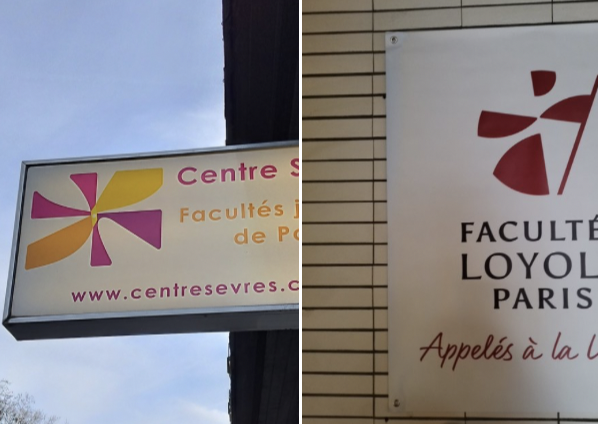 Centre S
Facultés j
de Pa
www.centresevres.c
FACULTÉ
LOYOL
PARIS
Appelés à la l